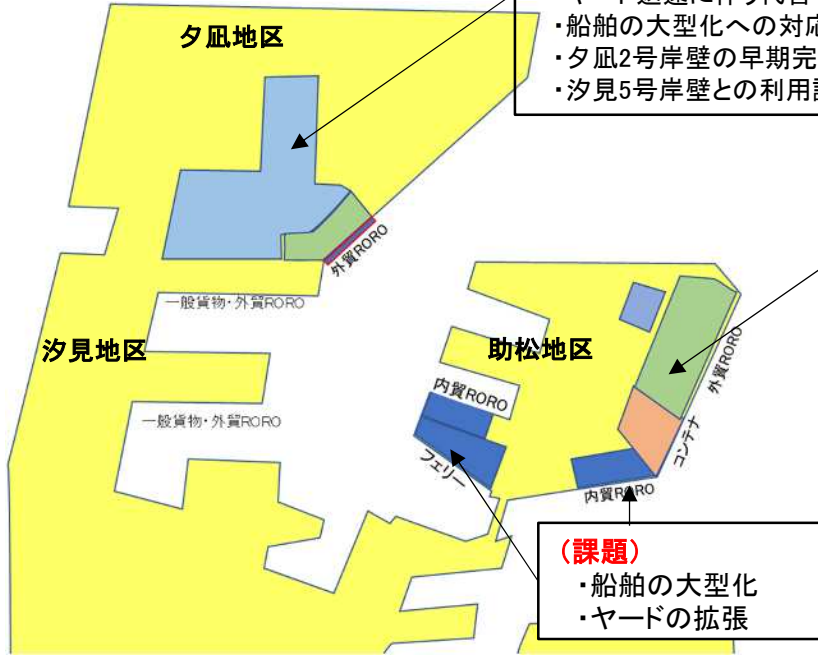 ・船舶の大型化への対応
・夕凪2号岸壁の早期完
・汐見5号岸壁との利用
夕凪地区
外貿RORO
一般貨物・外貿RORO
汐見地区
助松地区
外貿RORO
内貿RORO
一般貨物・外貿RORO
コンテナ
フェリー
内貿RORO
(課題)
・船舶の大型化
・ヤードの拡張